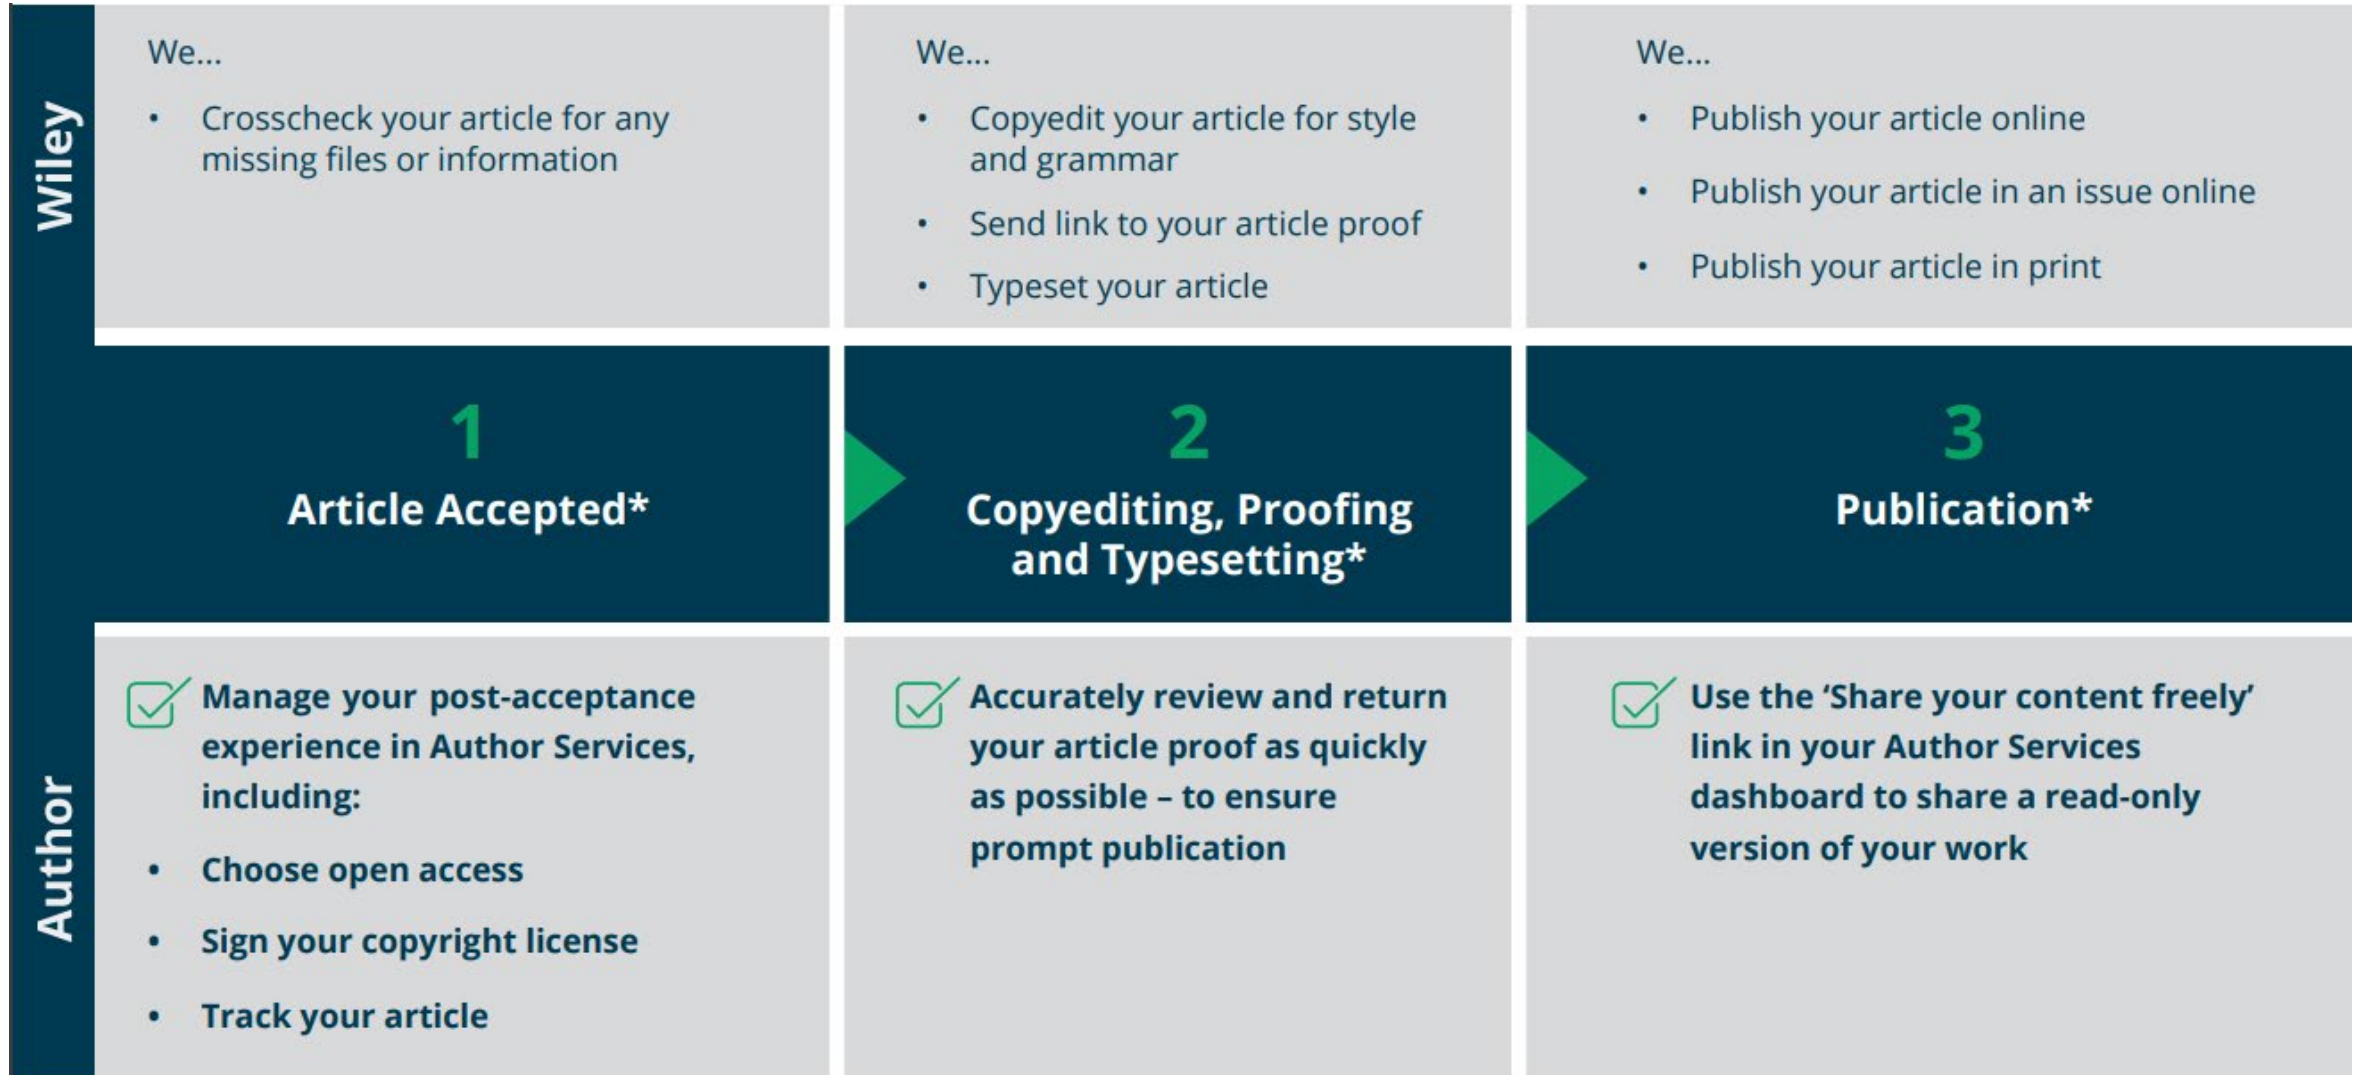 Wiley
We...
• Crosscheck your article for any
missing files or information
We...
• Copyedit your article for style
and grammar
• Send link to your article proof
• Typeset your article
We...
• Publish your article online
• Publish your article in an issue online
• Publish your article in print
1
Article Accepted*
2
Copyediting, Proofing
and Typesetting*
3
Publication*
Author
Manage your post-acceptance
experience in Author Services,
including:
• Choose open access
• Sign your copyright license
• Track your article
Accurately review and return
your article proof as quickly
as possible – to ensure
prompt publication
Use the ‘Share your content freely’
link in your Author Services
dashboard to share a read-only
version of your work